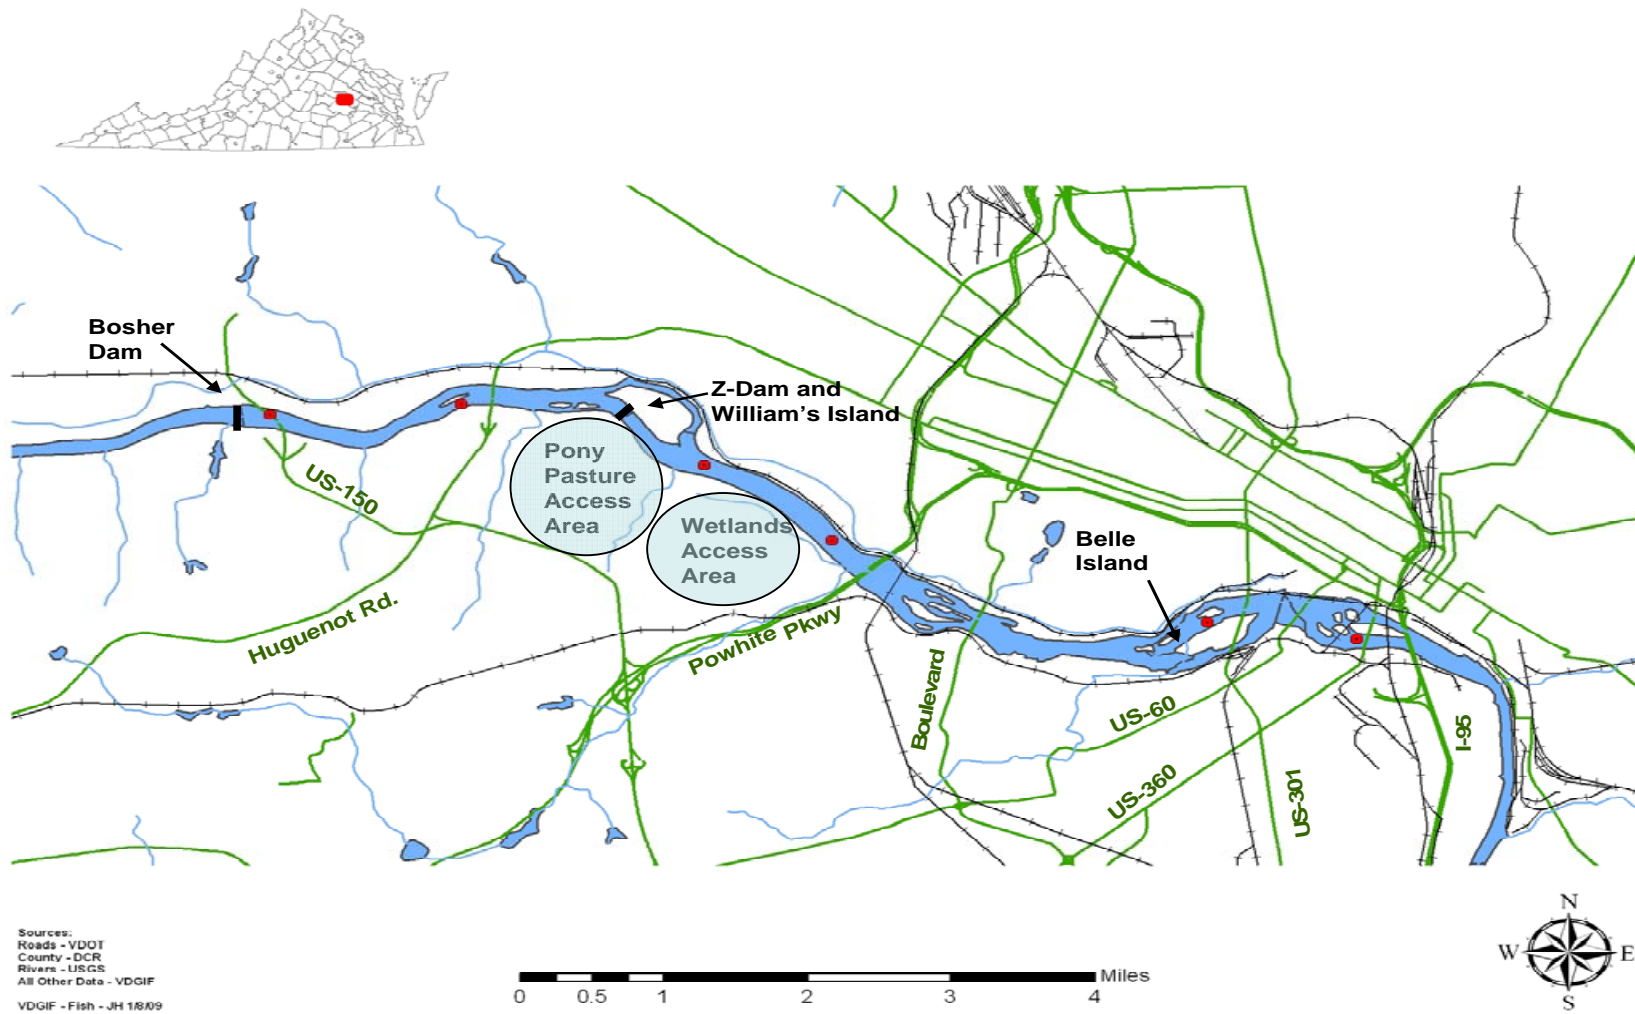 Bosher
Dam
Z-Dam and
William's Island
Pony
Pasture
Access
Area
US-150
Wetlands
Access
Area
Belle
Island
Huguenot Rd.
Powhite Pkwy
Boulevard
US-60
US-360
US-301
I-95
Sources:
Roads - VDOT
County - DCR
Rivers - USGS
All Other Data - VDGIF
VDGIF - Fish - JH 1/8/09
0 0.5 1 2 3 4 Miles
N
W E
S